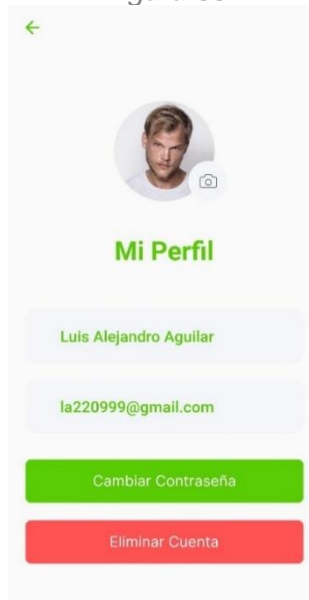 Mi Perfil
Luis Alejandro Aguilar
la220999@gmail.com
Cambiar Contraseña
Eliminar Cuenta